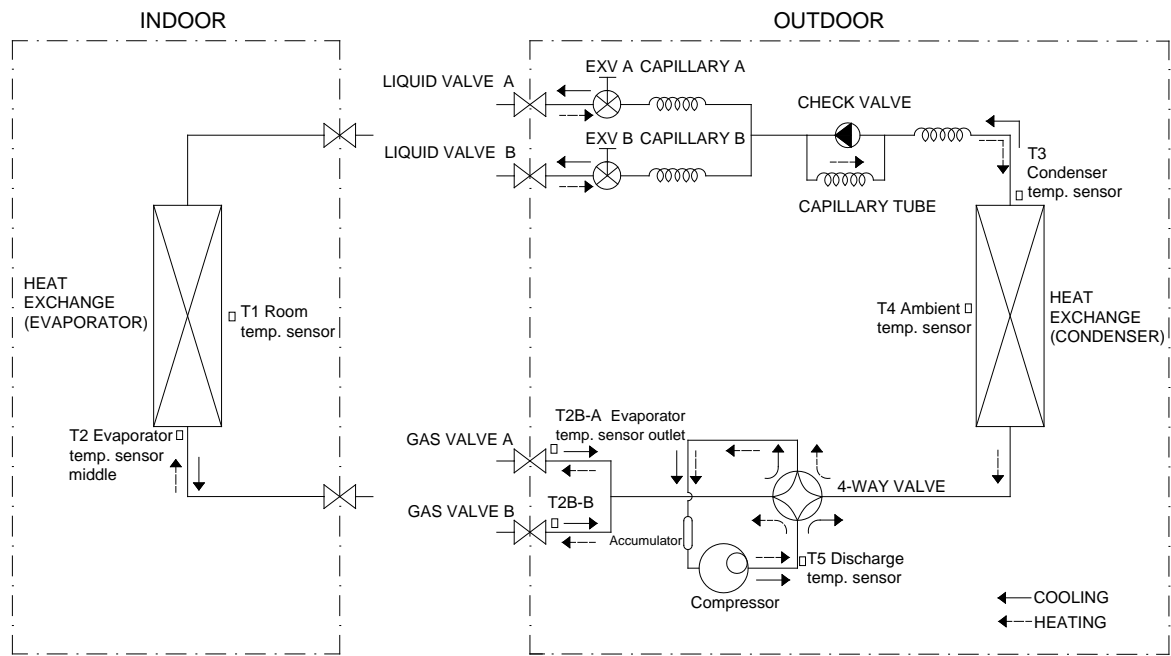 INDOOR
OUTDOOR
LIQUID VALVE A
EXV A CAPILLARY A
LIQUID VALVE B
EXV B CAPILLARY B
CHECK VALVE
CAPILLARY TUBE
T3
Condenser
temp. sensor
HEAT
EXCHANGE
(EVAPORATOR)
T1 Room
temp. sensor
T4 Ambient
temp. sensor
HEAT
EXCHANGE
(CONDENSER)
T2 Evaporator
temp. sensor
middle
GAS VALVE A
T2B-A Evaporator
temp. sensor outlet
GAS VALVE B
T2B-B
4-WAY VALVE
Accumulator
Compressor
T5 Discharge
temp. sensor
COOLING
HEATING